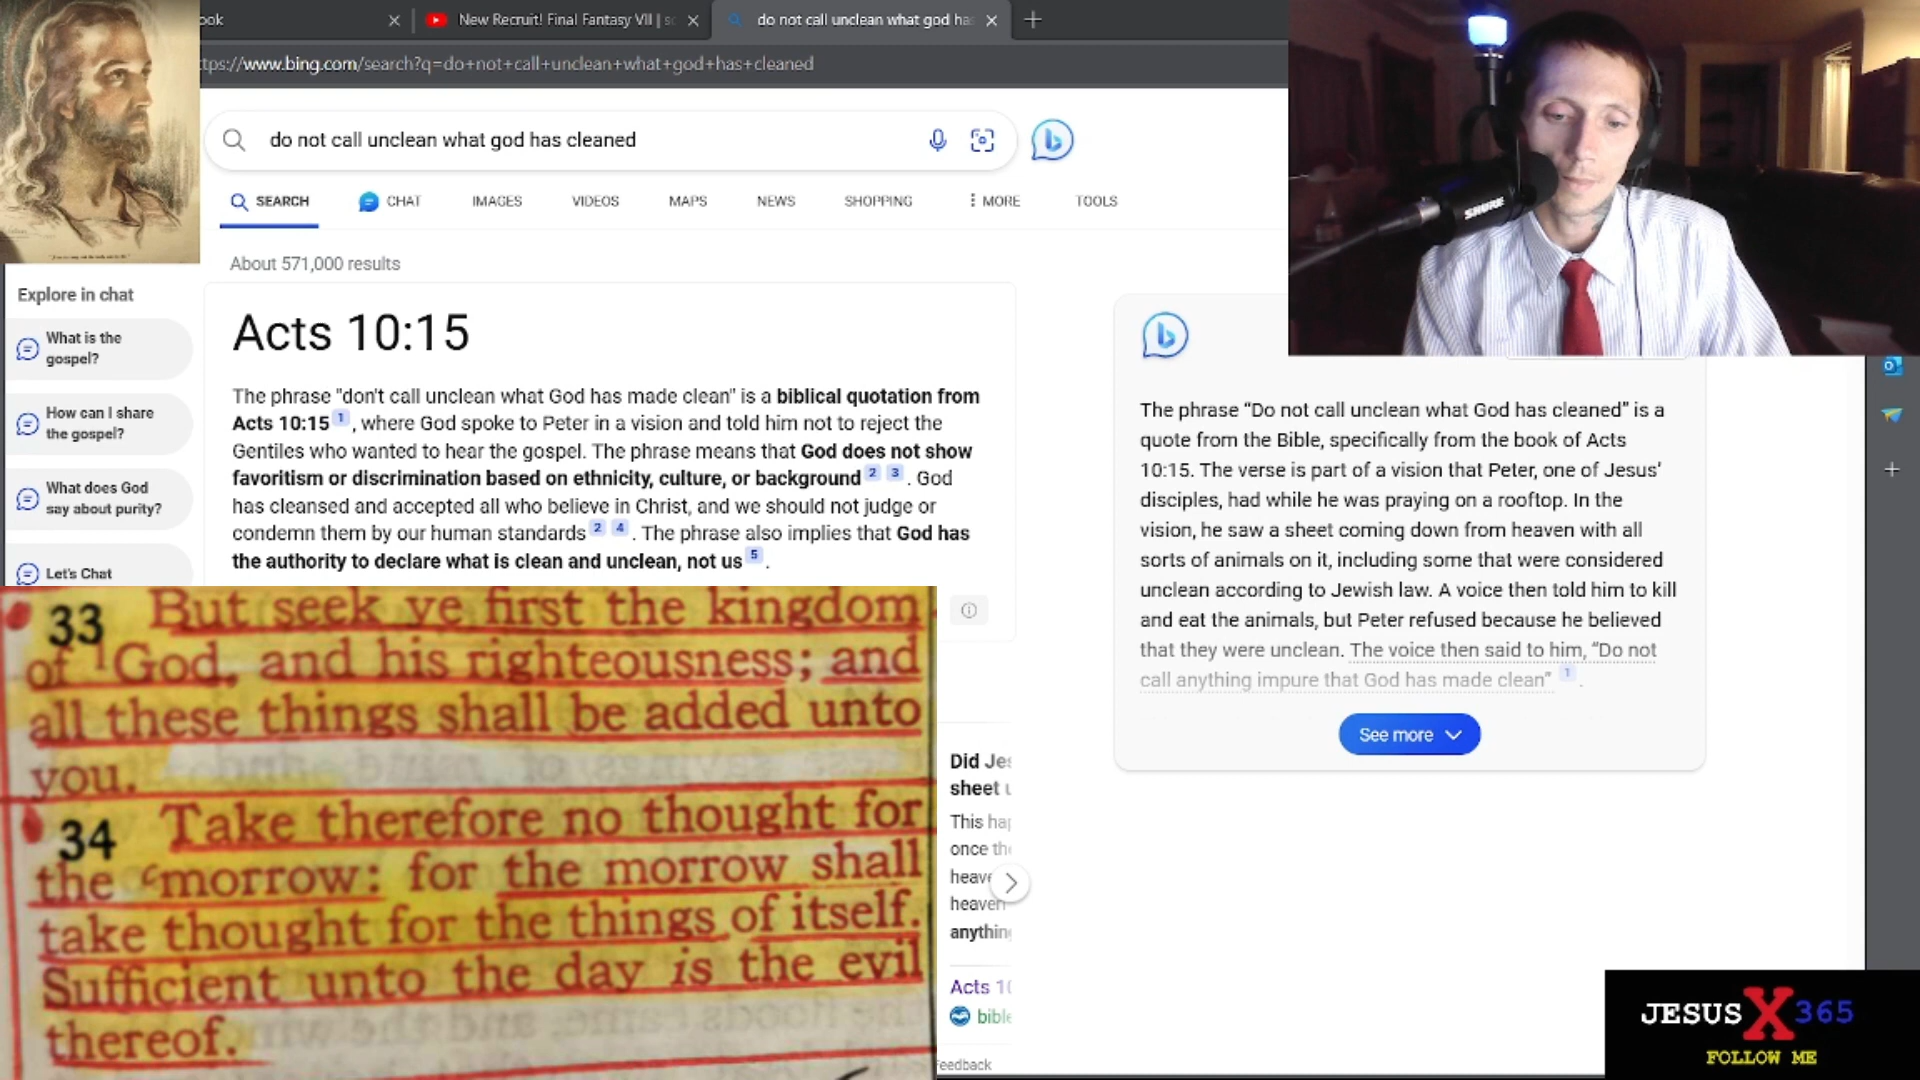 ook
New Recruit! Final Fantasy VII |
do not call unclean what god has
tps://www.bing.com/search?q=do+not+call+unclean+what+god+has+cleaned
do not call unclean what god has cleaned
SEARCH
CHAT
IMAGES
VIDEOS
MAPS
NEWS
SHOPPING
MORE
TOOLS
About 571,000 results
Explore in chat
What is the
gospel?
How can I share
the gospel?
What does God
say about purity?
Let's Chat
Acts 10:15
The phrase "don't call unclean what God has made clean" is a biblical quotation from
Acts 10:15 1 , where God spoke to Peter in a vision and told him not to reject the
Gentiles who wanted to hear the gospel. The phrase means that God does not show
favoritism or discrimination based on ethnicity, culture, or background 2 3 . God
has cleansed and accepted all who believe in Christ, and we should not judge or
condemn them by our human standards 2 4 . The phrase also implies that God has
the authority to declare what is clean and unclean, not us 5 .
The phrase “Do not call unclean what God has cleaned” is a
quote from the Bible, specifically from the book of Acts
10:15. The verse is part of a vision that Peter, one of Jesus’
disciples, had while he was praying on a rooftop. In the
vision, he saw a sheet coming down from heaven with all
sorts of animals on it, including some that were considered
unclean according to Jewish law. A voice then told him to kill
and eat the animals, but Peter refused because he believed
that they were unclean. The voice then said to him, “Do not
call anything impure that God has made clean” 1 .
See more
SHURE
33 But seek ye first the kingdom
of God, and his righteousness; and
all these things shall be added unto
you.
34 Take therefore no thought for
the c morrow: for the morrow shall
take thought for the things of itself.
Sufficient unto the day is the evil
thereof.
Did Jes
sheet u
This hap
once the
heave
heaven
anything
Acts 10
bible
Feedback
JESUS X 365
FOLLOW ME